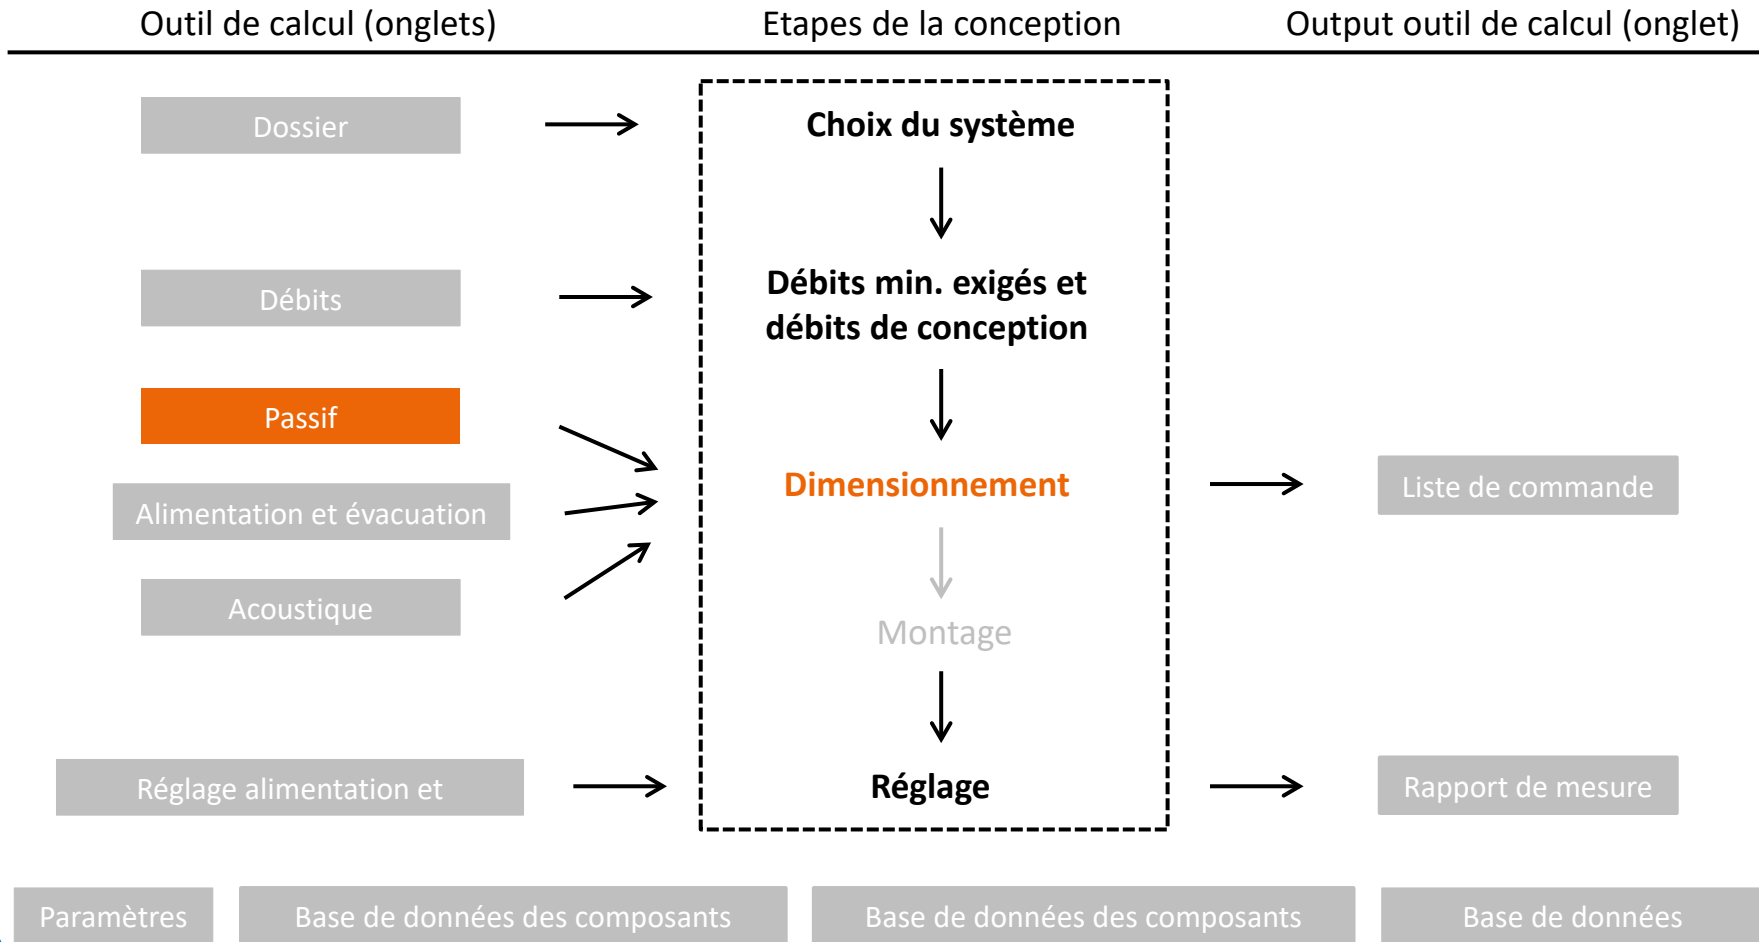 Outil de calcul (onglets)
Etapes de la conception
Output outil de calcul (onglet)
Dossier
Choix du système
Débits
Débits min. exigés et
débits de conception
Passif
Dimensionnement
Liste de commande
Alimentation et évacuation
Acoustique
Montage
Réglage alimentation et
Réglage
Rapport de mesure
Paramètres
Base de données des composants
Base de données des composants
Base de données